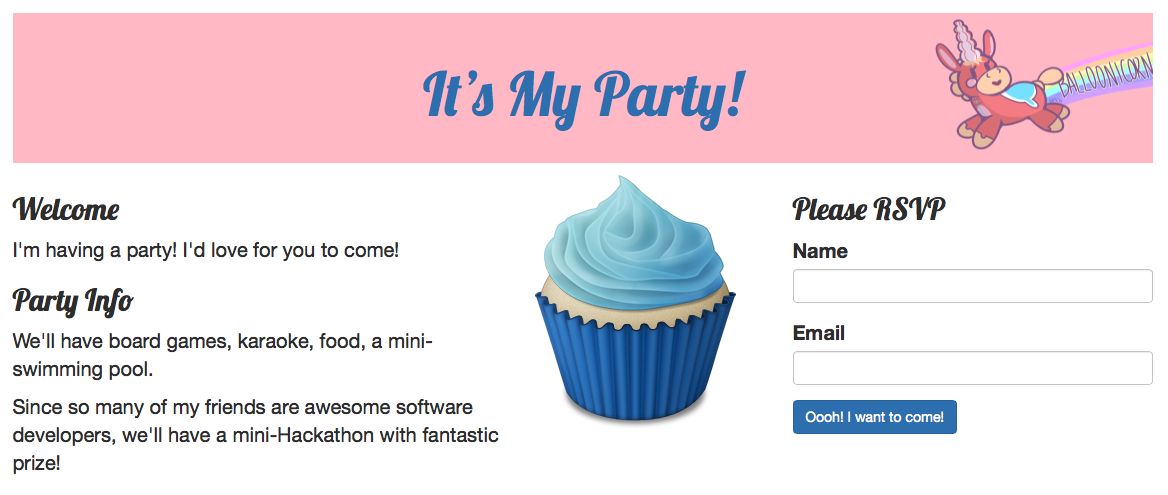 It's My Party!
BALLOONICORN
Welcome
I'm having a party! I'd love for you to come!
Party Info
We'll have board games, karaoke, food, a mini-
swimming pool.
Since so many of my friends are awesome software
developers, we'll have a mini-Hackathon with fantastic
prize!
Please RSVP
Name
Email
Oooh! I want to come!